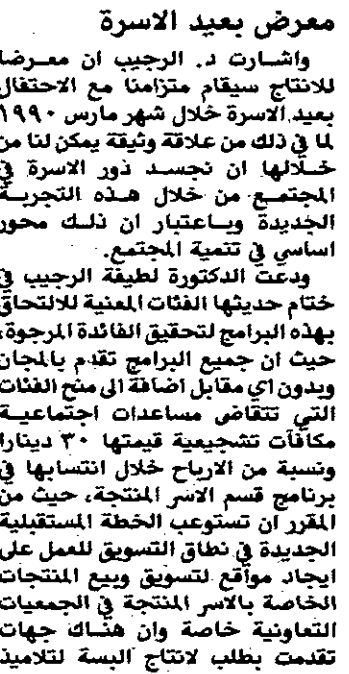 معرض بعيد الاسرة
واشارت د. الرجيب ان معرضا
للانتاج سيقام متزامنا مع الاحتفال
بعيد الاسرة خلال شهر مارس ١٩٩٠
لما في ذلك من علاقة وثيقة يمكن لنا من
خلالها ان نجسد دور الاسرة في
المجتمع من خلال هذه التجربة
الجديدة وباعتبار ان ذلك محور
اساسي في تنمية المجتمع.
ودعت الدكتورة لطيفة الرجيب في
ختام حديثها الفئات المعنية للالتحاق
بهذه البرامج لتحقيق الفائدة المرجوة،
حيث ان جميع البرامج تقدم بالمجان
وبدون اي مقابل اضافة الى منح الفئات
التي تتقاضى مساعدات اجتماعية
مكافآت تشجيعية قيمتها ٣٠ دينارا
ونسبة من الارباح خلال انتسابها في
برنامج قسم الاسر المنتجة، حيث من
المقرر ان تستوعب الخطة المستقبلية
الجديدة في نطاق التسويق للعمل على
ايجاد مواقع لتسويق وبيع المنتجات
الخاصة بالاسر المنتجة في الجمعيات
التعاونية خاصة وان هناك جهات
تقدمت بطلب لانتاج البسة لتلاميذ